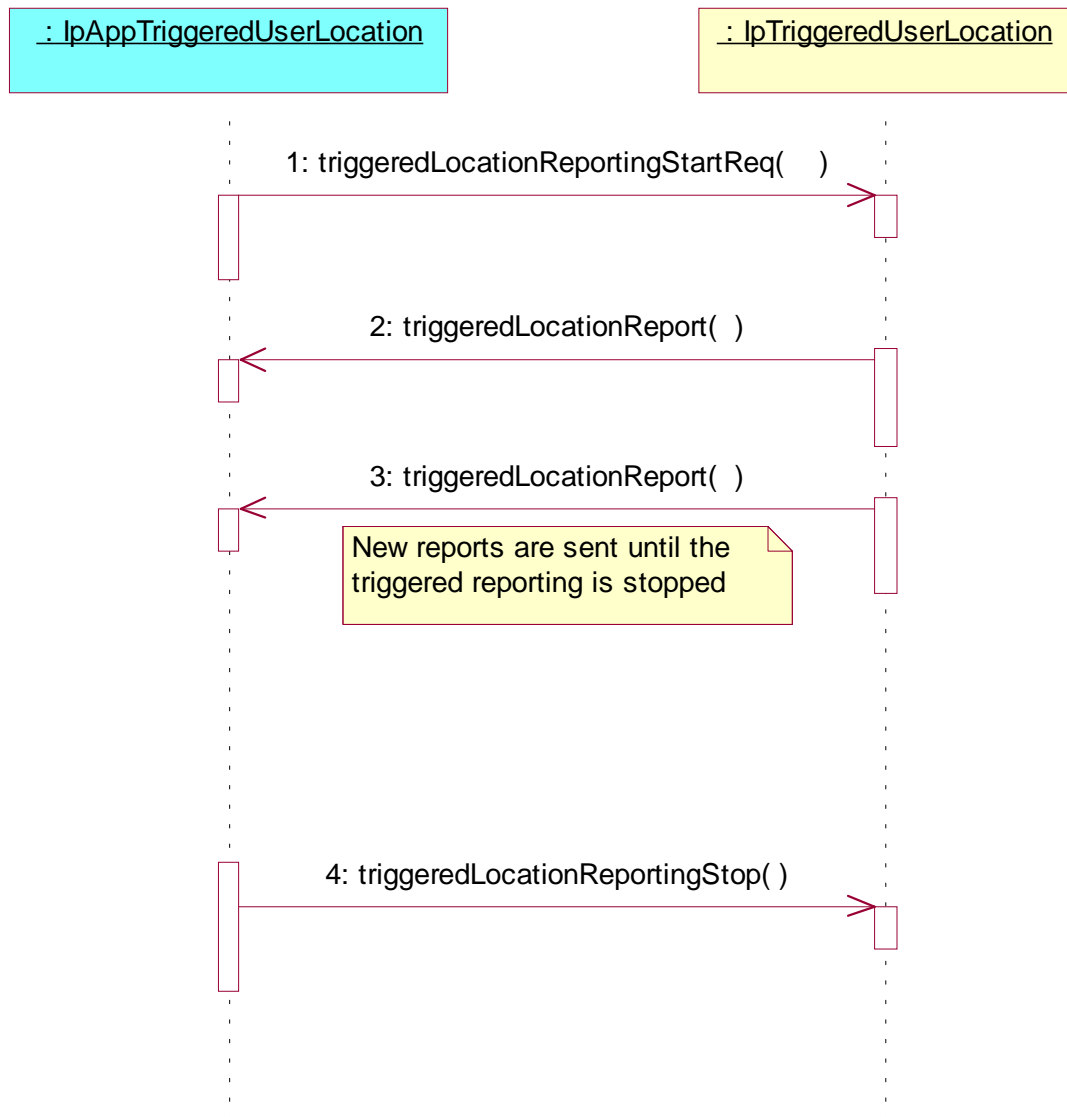 : IpAppTriggeredUserLocation
: IpTriggeredUserLocation
1: triggeredLocationReportingStartReq( )
2: triggeredLocationReport( )
3: triggeredLocationReport( )
New reports are sent until the
triggered reporting is stopped
4: triggeredLocationReportingStop( )